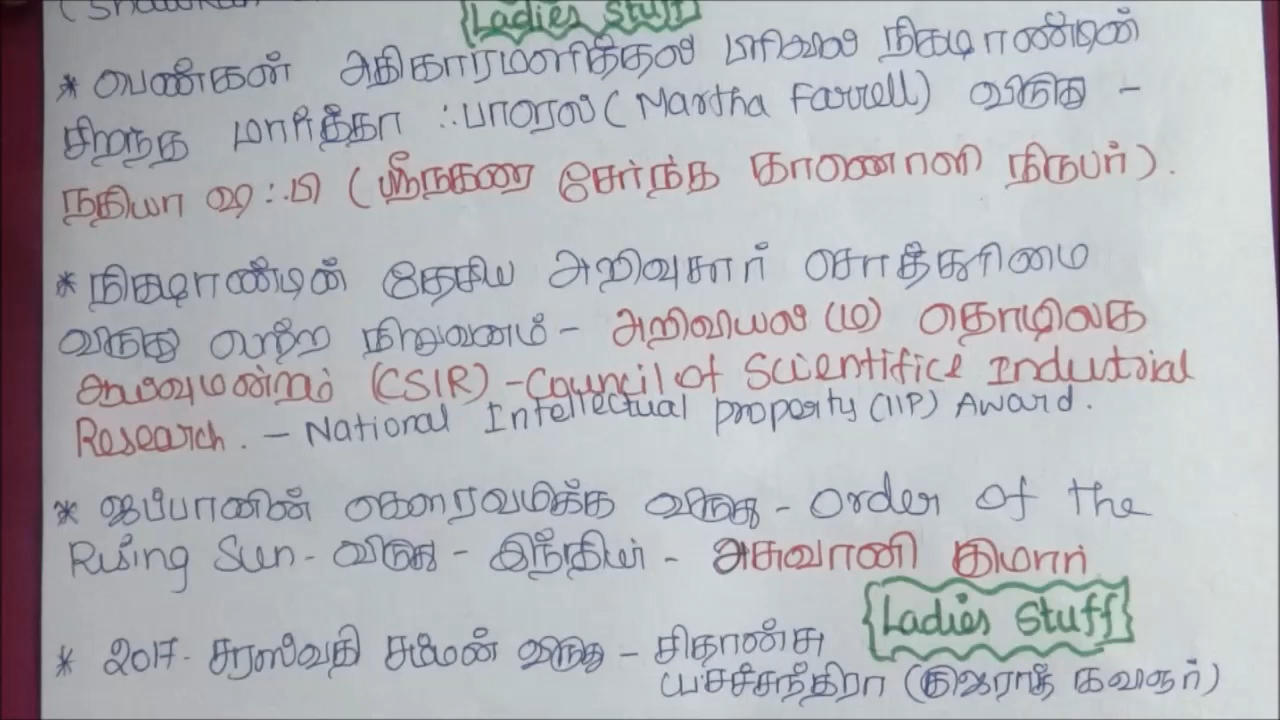 {Ladies Stuff}
* பெண்கள் அதிகாரமளித்தல் பிரிவில் நிகழாண்டின்
சிறந்த மார்த்தா ஃபாரல் (Martha Farrell) விருது -
நதியா ஷஃபி (ஸ்ரீநகரை சேர்ந்த காணொளி நிருபர்).
* நிகழாண்டின் தேசிய அறிவுசார் சொத்துரிமை
விருது பெற்ற நிறுவனம் - அறிவியல் (ம) தொழிலக
ஆய்வுமன்றம் (CSIR) - Council of Scientifice Industrial
Research. - National Intellectual property (IIP) Award.
* ஜப்பானின் கௌரவமிக்க விருது - Order of the
Rising Sun - விருது - இந்தியர் - அசுவானி குமார்
{Ladies Stuff}
* 2017 - சரஸ்வதி சம்மன் விருது - சிதான்சு
யச்சந்திரா (குஜராத் கவிஞர்)